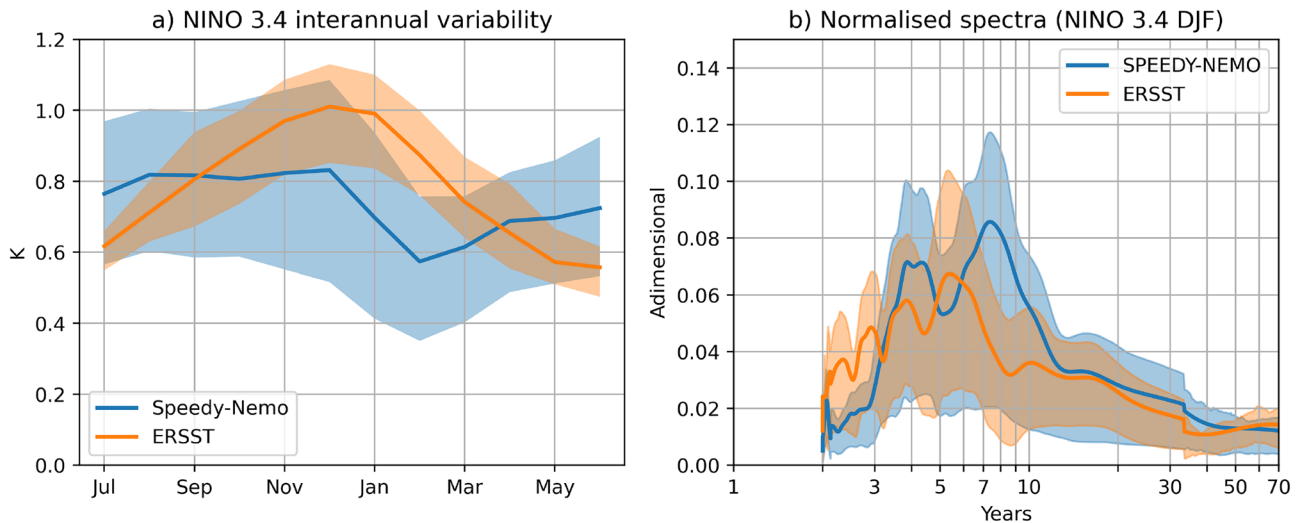 a) NINO 3.4 interannual variability
1.2
1.0
0.8
0.6
0.4
0.2
0.0
K
Speedy-Nemo
ERSST
Jul Sep Nov Jan Mar May
b) Normalised spectra (NINO 3.4 DJF)
0.14
0.12
0.10
0.08
0.06
0.04
0.02
0.00
Adimensional
SPEEDY-NEMO
ERSST
1 3 5 7 10 30 50 70
Years